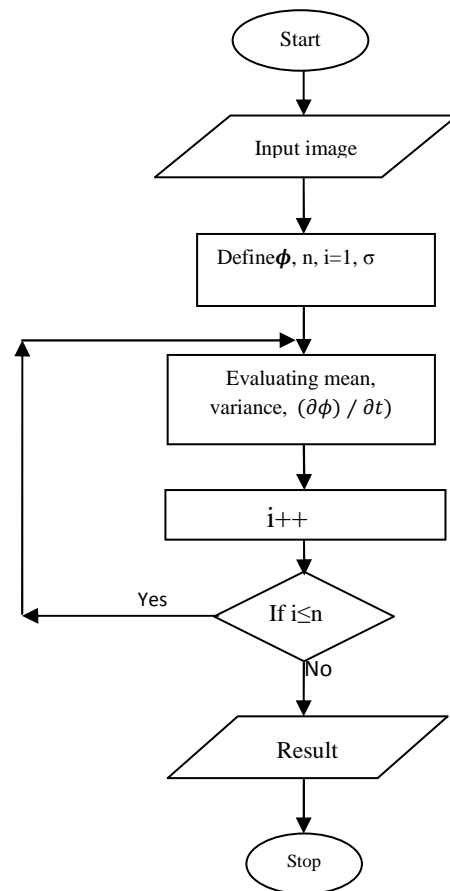 Start
Input image
Defineϕ, n, i=1, σ
Evaluating mean,
variance, (∂ϕ) / ∂t)
i++
If i≤n
Yes
No
Result
Stop